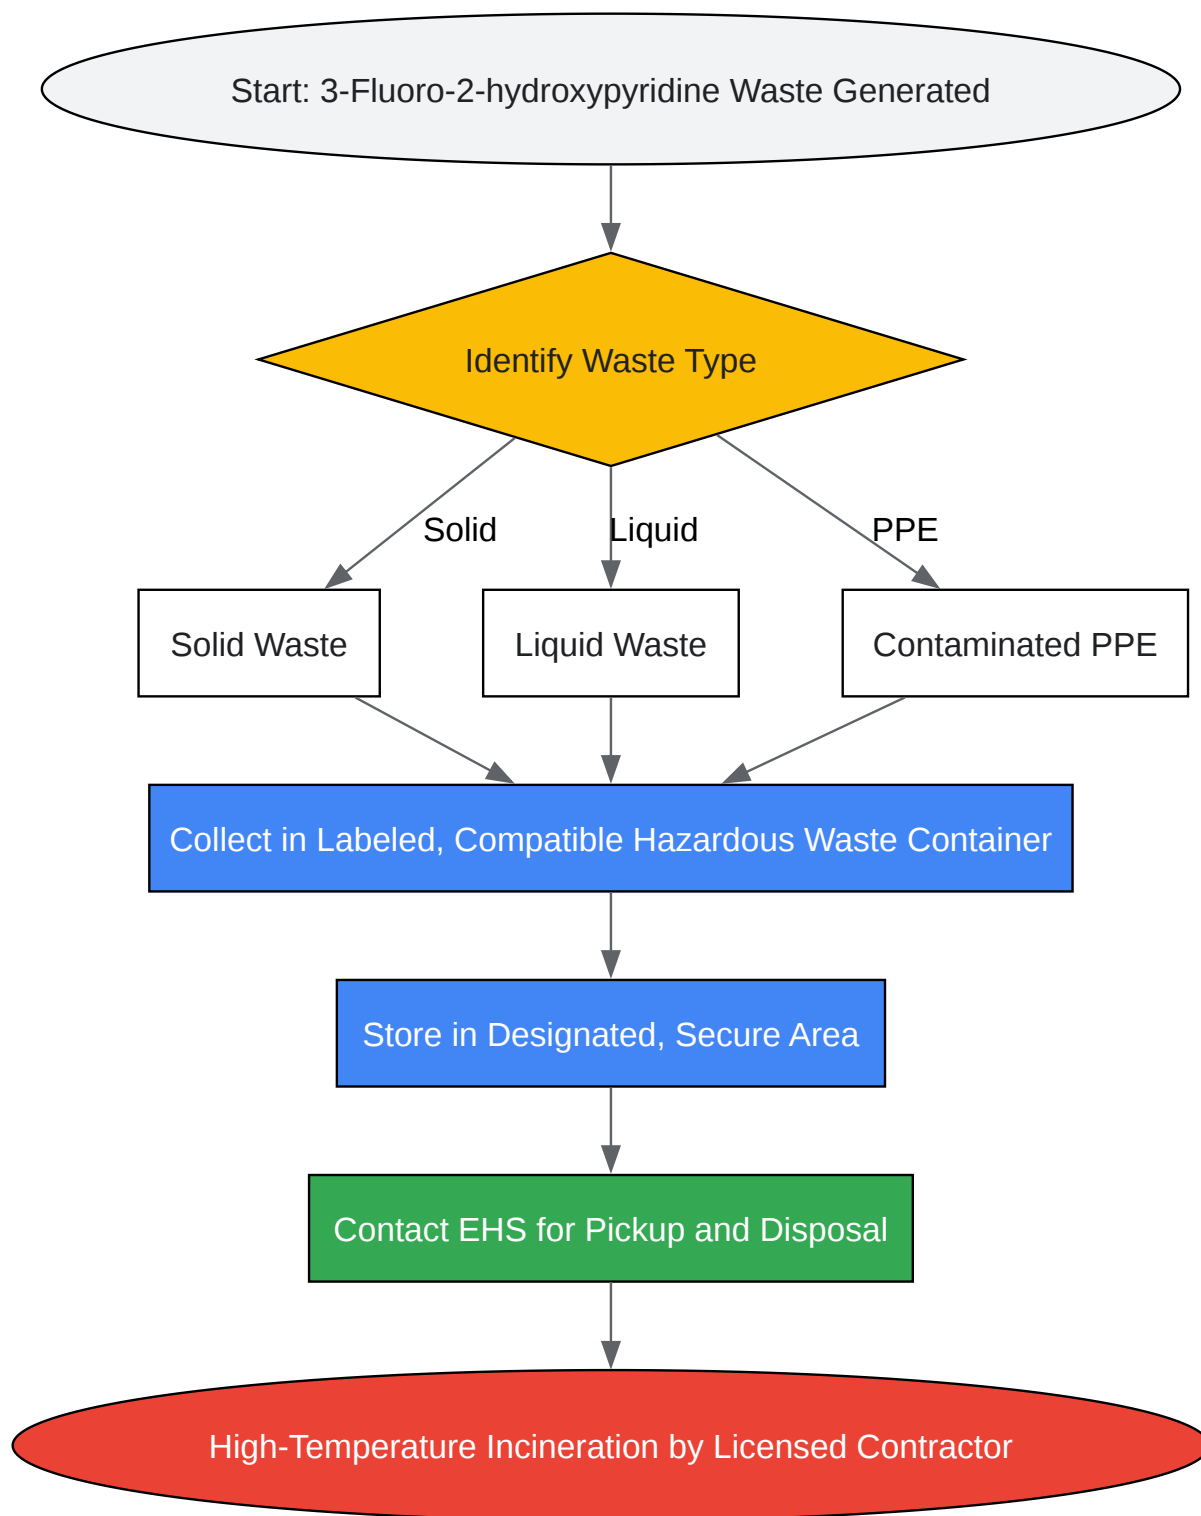 Start: 3-Fluoro-2-hydroxypyridine Waste Generated
Identify Waste Type
Solid
Liquid
PPE
Solid Waste
Liquid Waste
Contaminated PPE
Collect in Labeled, Compatible Hazardous Waste Container
Store in Designated, Secure Area
Contact EHS for Pickup and Disposal
High-Temperature Incineration by Licensed Contractor